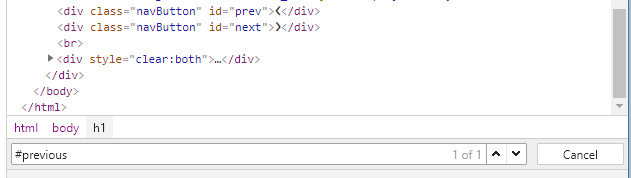 <div class="navButton" id="prev">❮</div>
<div class="navButton" id="next">❯</div>
<br>
<div style="clear:both">…</div>
</div>
</body>
</html>
html body h1
#previous 1 of 1 Cancel